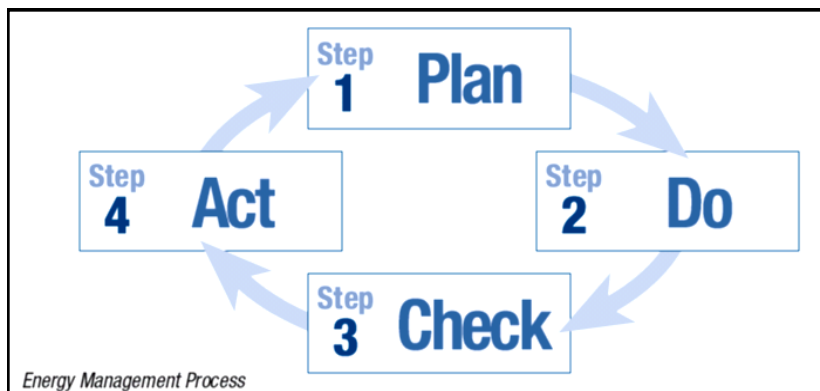 Step
1 Plan
Step
2 Do
Step
3 Check
Step
4 Act
Energy Management Process